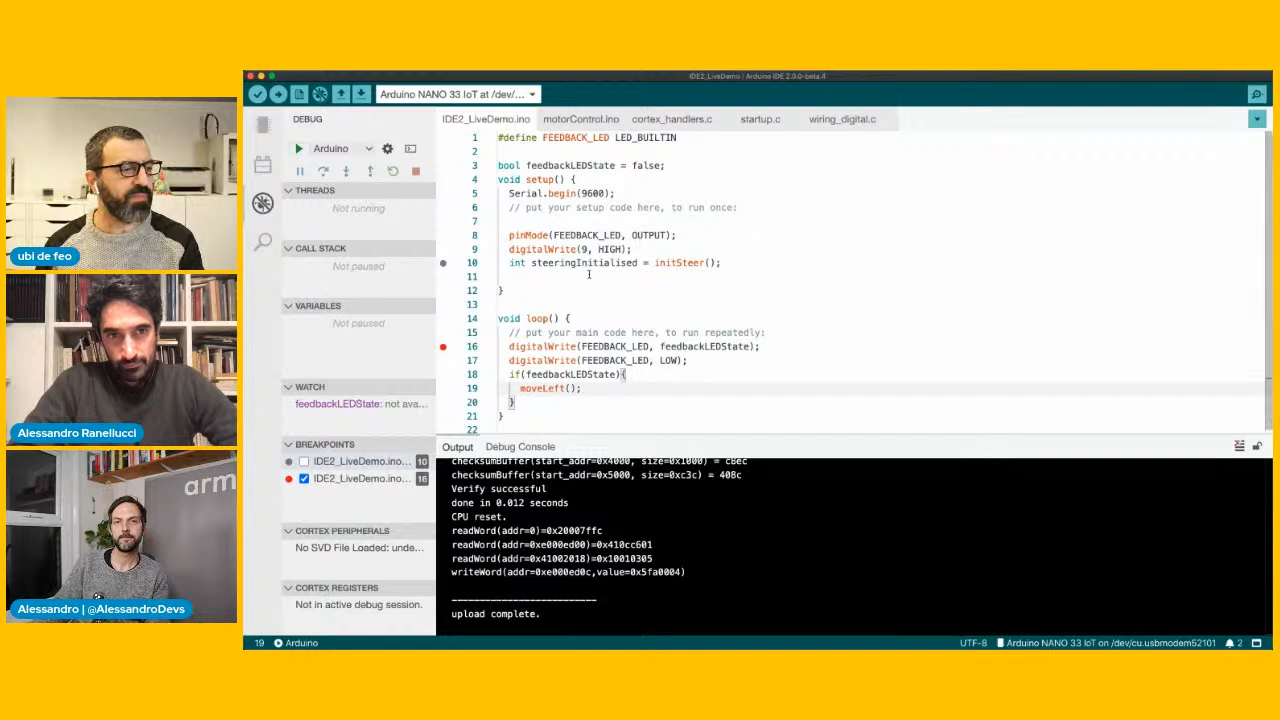 ubi de feo
Alessandro Ranellucci
arm
Alessandro | @AlessandroDevs
IDE2_LiveDemo | Arduino IDE 2.0.0-beta.4
Arduino NANO 33 IoT at /dev/...
DEBUG
Arduino
THREADS
Not running
CALL STACK
Not paused
VARIABLES
Not paused
WATCH
feedbackLEDState: not ava...
BREAKPOINTS
IDE2_LiveDemo.ino... 10
IDE2_LiveDemo.ino... 16
CORTEX PERIPHERALS
No SVD File Loaded: unde...
CORTEX REGISTERS
Not in active debug session.
IDE2_LiveDemo.ino motorControl.ino cortex_handlers.c startup.c wiring_digital.c
1 #define FEEDBACK_LED LED_BUILTIN
2
3 bool feedbackLEDState = false;
4 void setup() {
5 Serial.begin(9600);
6 // put your setup code here, to run once:
7
8 pinMode(FEEDBACK_LED, OUTPUT);
9 digitalWrite(9, HIGH);
10 int steeringInitialised = initSteer();
11
12 }
13
14 void loop() {
15 // put your main code here, to run repeatedly:
16 digitalWrite(FEEDBACK_LED, feedbackLEDState);
17 digitalWrite(FEEDBACK_LED, LOW);
18 if(feedbackLEDState){
19 moveLeft();
20 }
21 }
22
Output Debug Console
checksumBuffer(start_addr=0x4000, size=0x1000) = c8ec
checksumBuffer(start_addr=0x5000, size=0xc3c) = 408c
Verify successful
done in 0.012 seconds
CPU reset.
readWord(addr=0)=0x20007ffc
readWord(addr=0xe000ed00)=0x410cc601
readWord(addr=0x41002018)=0x10010305
writeWord(addr=0xe000ed0c,value=0x5fa0004)
--------------------------
upload complete.
19 Arduino UTF-8 Arduino NANO 33 IoT on /dev/cu.usbmodem52101 2